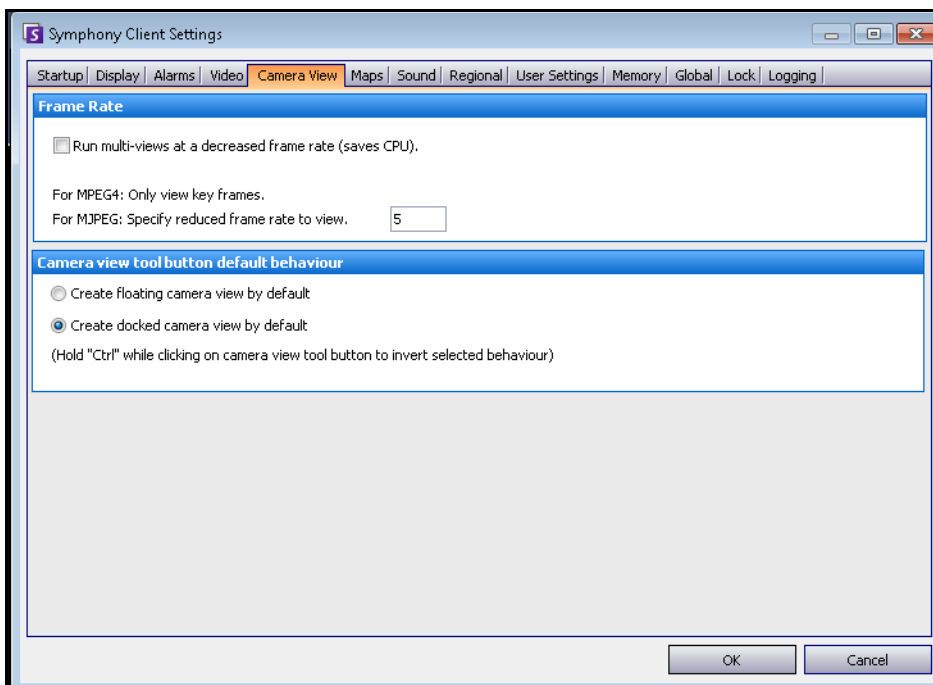 Symphony Client Settings
Startup Display Alarms Video Camera View Maps Sound Regional User Settings Memory Global Lock Logging
Frame Rate
Run multi-views at a decreased frame rate (saves CPU).
For MPEG4: Only view key frames.
For MJPEG: Specify reduced frame rate to view. 5
Camera view tool button default behaviour
Create floating camera view by default
Create docked camera view by default
(Hold "Ctrl" while clicking on camera view tool button to invert selected behaviour)
OK Cancel